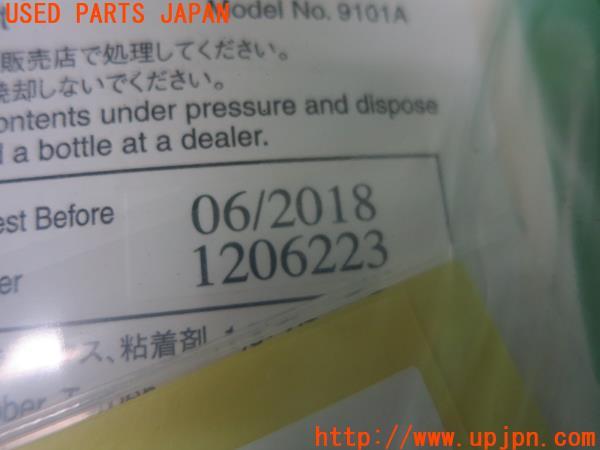 USED PARTS JAPAN
Model No. 9101A
販売店で処理してください。
却しないでください。
ontents under pressure and dispose
a bottle at a dealer.
est Before 06/2018
er 1206223
ス、粘着剤
ber
http://www.upjpn.com